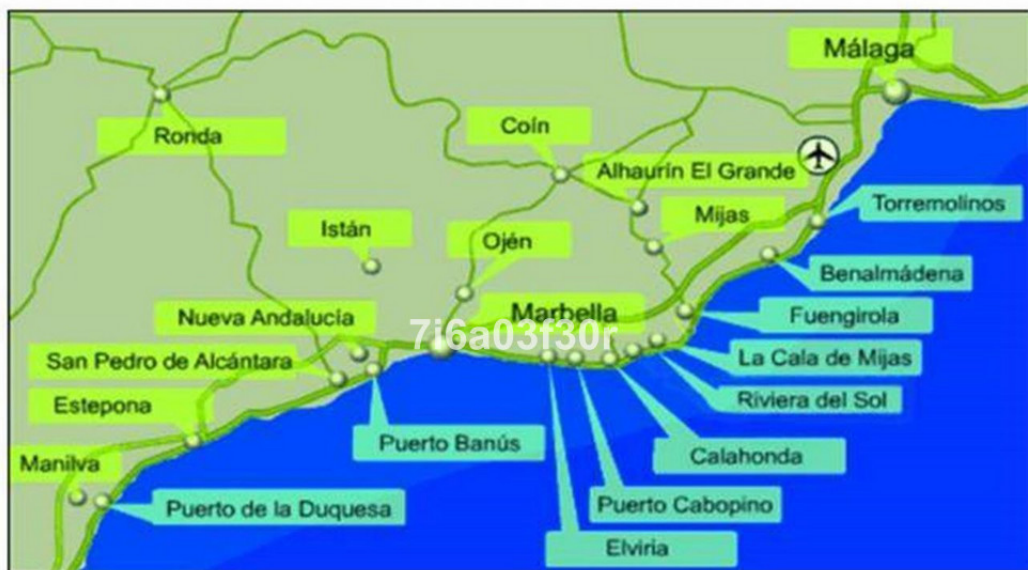 Málaga
Ronda
Coín
Alhaurín El Grande
Torremolinos
Mijas
Istán
Ojén
Benalmádena
Nueva Andalucía
Marbella
7i6a03f30r
Fuengirola
San Pedro de Alcántara
La Cala de Mijas
Estepona
Riviera del Sol
Puerto Banús
Calahonda
Manilva
Puerto de la Duquesa
Puerto Cabopino
Elviria